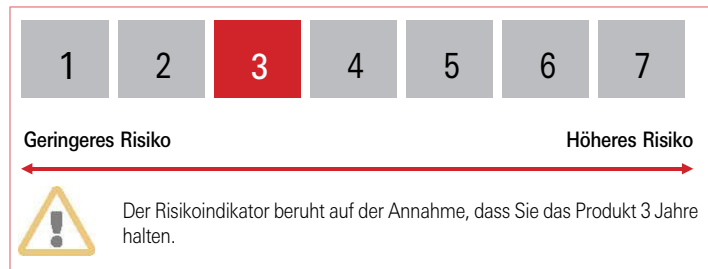 1 2 3 4 5 6 7
Geringeres Risiko Höheres Risiko
Der Risikoindikator beruht auf der Annahme, dass Sie das Produkt 3 Jahre
halten.